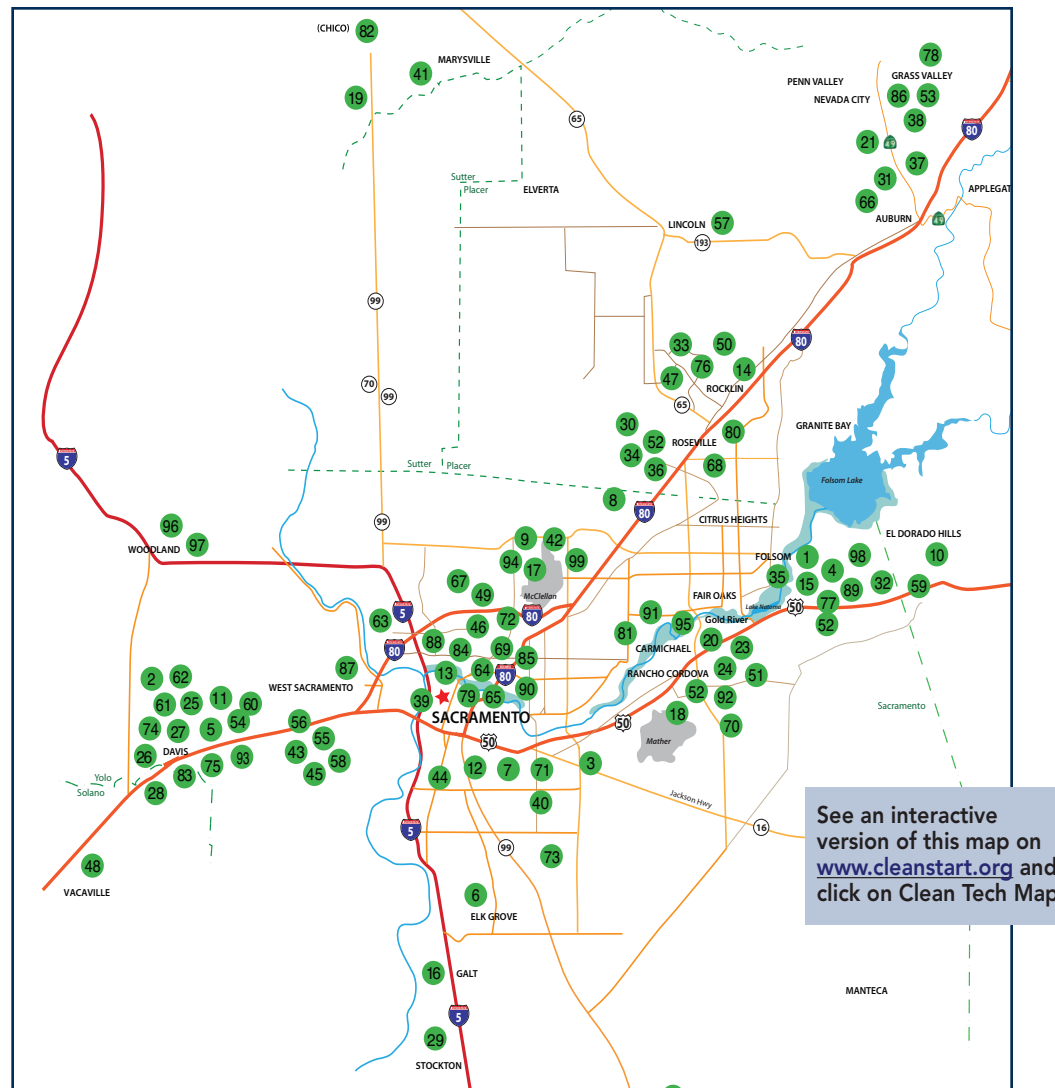 (CHICO)
82
MARYSVILLE
41
19
78
PENN VALLEY
GRASS VALLEY
NEVADA CITY
86
53
38
65
80
21
49
37
31
Sutter
Placer
ELVERTA
APPLEGAT
66
AUBURN
49
LINCOLN
57
193
99
33
50
80
76
14
47
ROCKLIN
70
99
65
GRANITE BAY
30
52
ROSEVILLE
80
34
36
68
5
Sutter
Placer
Folsom Lake
8
80
CITRUS HEIGHTS
99
96
WOODLAND
97
9
42
94
17
99
McClellan
EL DORADO HILLS
FOLSOM
1
98
10
4
35
15
89
32
59
67
49
FAIR OAKS
Lake Natoma
50
77
52
5
63
72
80
46
91
95
Gold River
81
CARMICHAEL
20
23
88
84
69
85
80
87
13
64
80
24
51
RANCHO CORDOVA
2
62
WEST SACRAMENTO
39
79
65
90
52
92
61
25
11
60
SACRAMENTO
18
Sacramento
74
27
5
54
56
50
50
70
Mather
26
DAVIS
75
93
43
55
58
45
Yolo
Solano
83
28
44
12
7
71
3
40
Jackson Hwy
16
5
99
73
See an interactive
version of this map on
www.cleanstart.org and
click on Clean Tech Map
48
VACAVILLE
6
ELK GROVE
16
GALT
MANTECA
5
29
STOCKTON